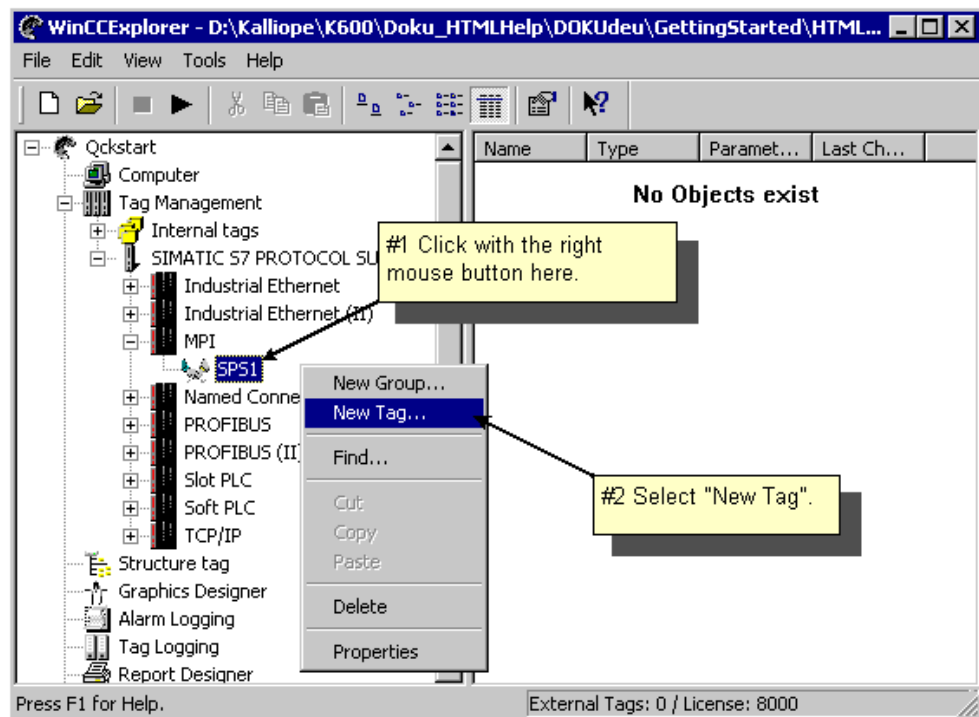 WinCCExplorer - D:\Kalliope\K600\Doku_HTMLHelp\DOKUdeu\GettingStarted\HTML...
File Edit View Tools Help
Qckstart
Computer
Tag Management
Internal tags
SIMATIC S7 PROTOCOL SU
Industrial Ethernet
Industrial Ethernet (II)
MPI
SPS1
Named Conne
PROFIBUS
PROFIBUS (II)
Slot PLC
Soft PLC
TCP/IP
Structure tag
Graphics Designer
Alarm Logging
Tag Logging
Report Designer
Name Type Paramet... Last Ch...
No Objects exist
#1 Click with the right
mouse button here.
New Group...
New Tag...
Find...
Cut
Copy
Paste
Delete
Properties
#2 Select "New Tag".
Press F1 for Help.
External Tags: 0 / License: 8000